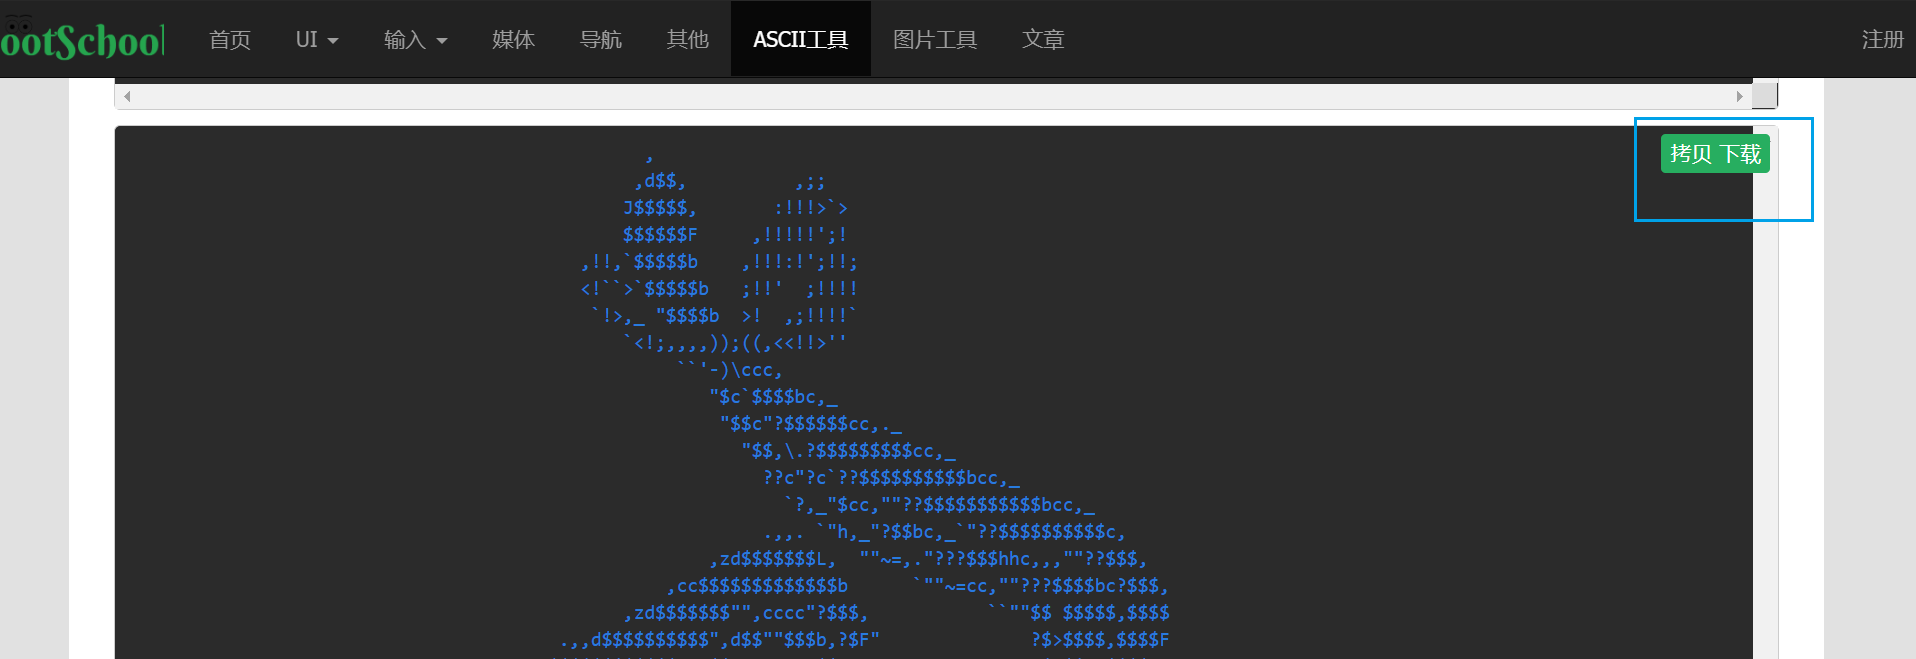 ootSchool 首页 UI 输入 媒体 导航 其他 ASCII工具 图片工具 文章 注册
拷贝 下载
                                                  ,
                                                 ,d$$,          ,;;
                                                J$$$$$,       :!!!>`>
                                                $$$$$$F     ,!!!!!';!
                                            ,!!,`$$$$$b    ,!!!:!';!!;
                                            <!``>`$$$$$b   ;!!'  ;!!!!
                                             `!>,_ "$$$$b  >!  ,;!!!!`
                                                `<!;,,,,));((,<<!!>''
                                                     ``'-)\ccc,
                                                        "$c`$$$$bc,_
                                                         "$$c"?$$$$$$cc,._
                                                           "$$,\.?$$$$$$$$$cc,_
                                                             ??c"?c`??$$$$$$$$$$bcc,_
                                                               `?,_"$cc,""??$$$$$$$$$$$bcc,_
                                                             .,,. `"h,_"?$$bc,_`"??$$$$$$$$$$c,
                                                        ,zd$$$$$$$L,  ""~=,."???$$$hhc,,,""??$$$,
                                                    ,cc$$$$$$$$$$$$$b      `""~=cc,""???$$$$bc?$$$,
                                                ,zd$$$$$$$"",cccc"?$$$,           ``""$$ $$$$$,$$$$
                                          .,,d$$$$$$$$$$",d$$""$$$b,?$F"              ?$>$$$$,$$$$F